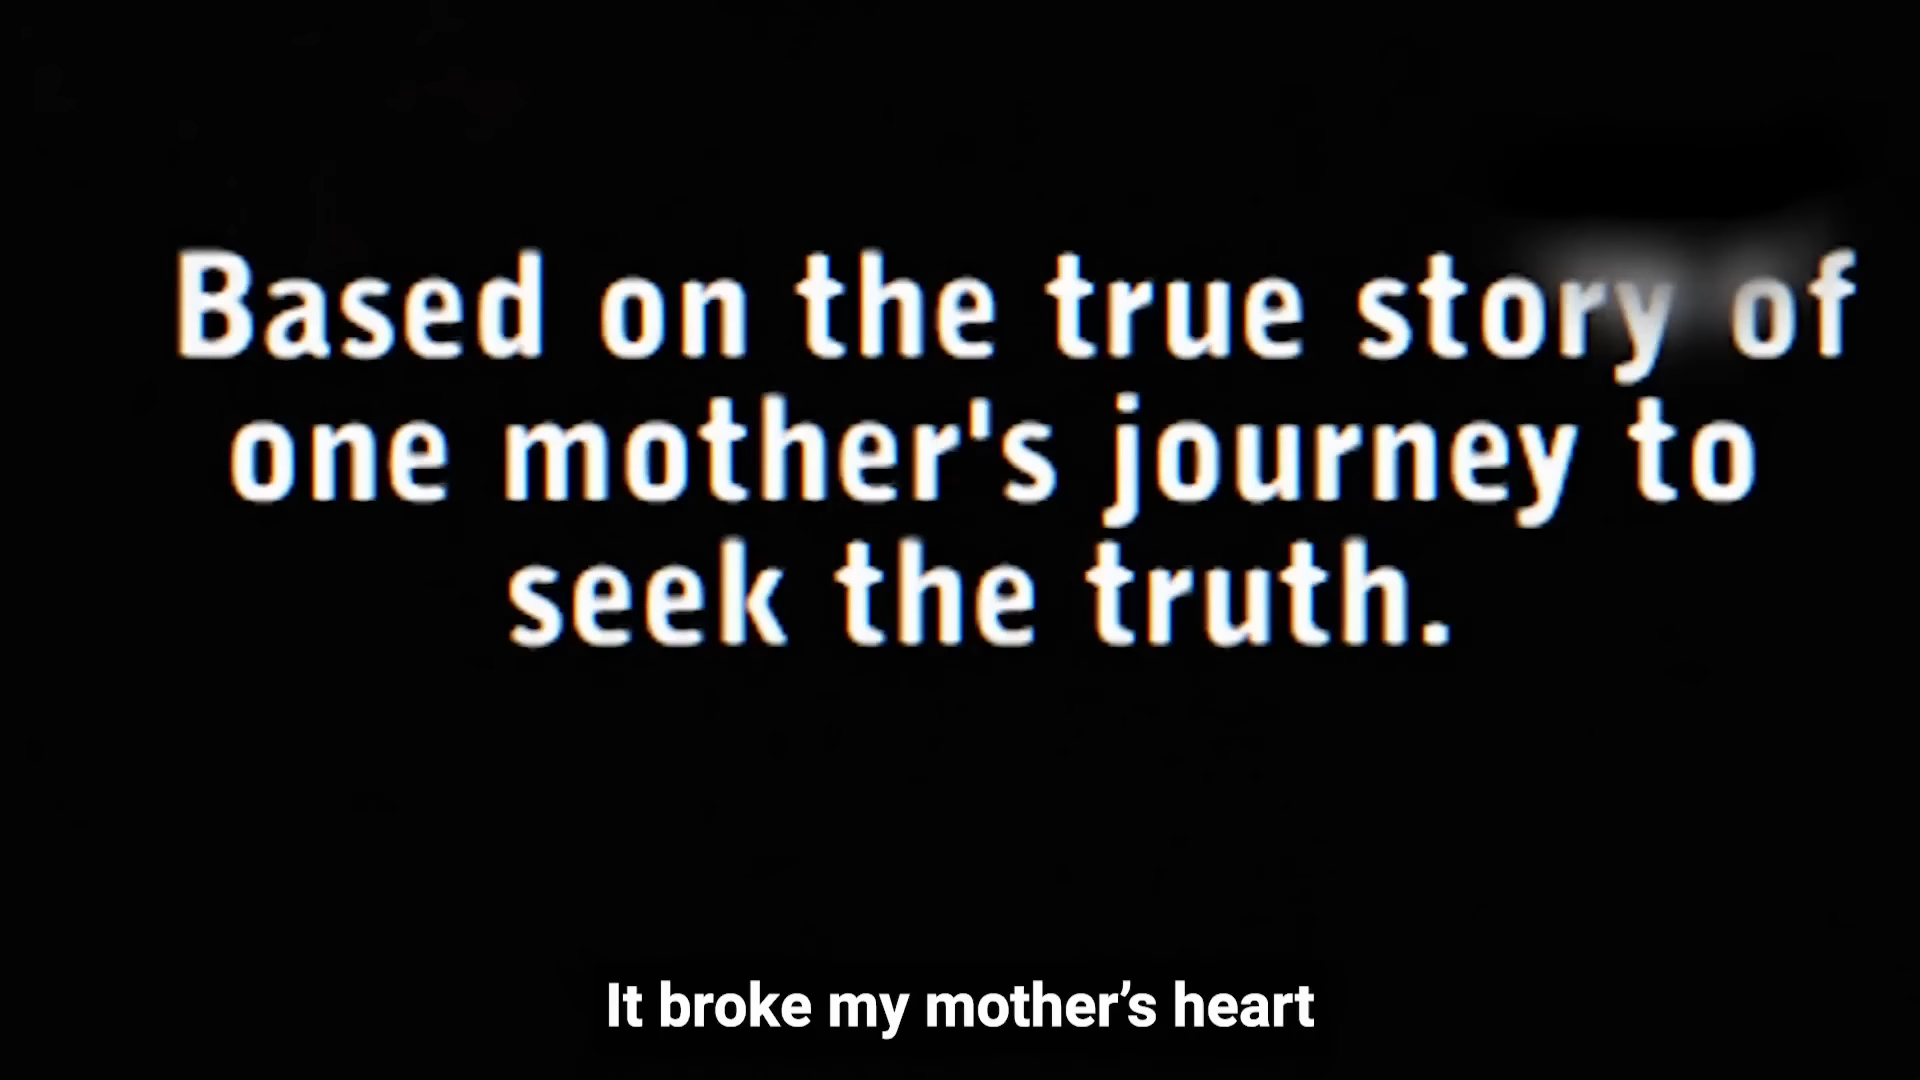 Based on the true story of
one mother's journey to
seek the truth.
It broke my mother’s heart